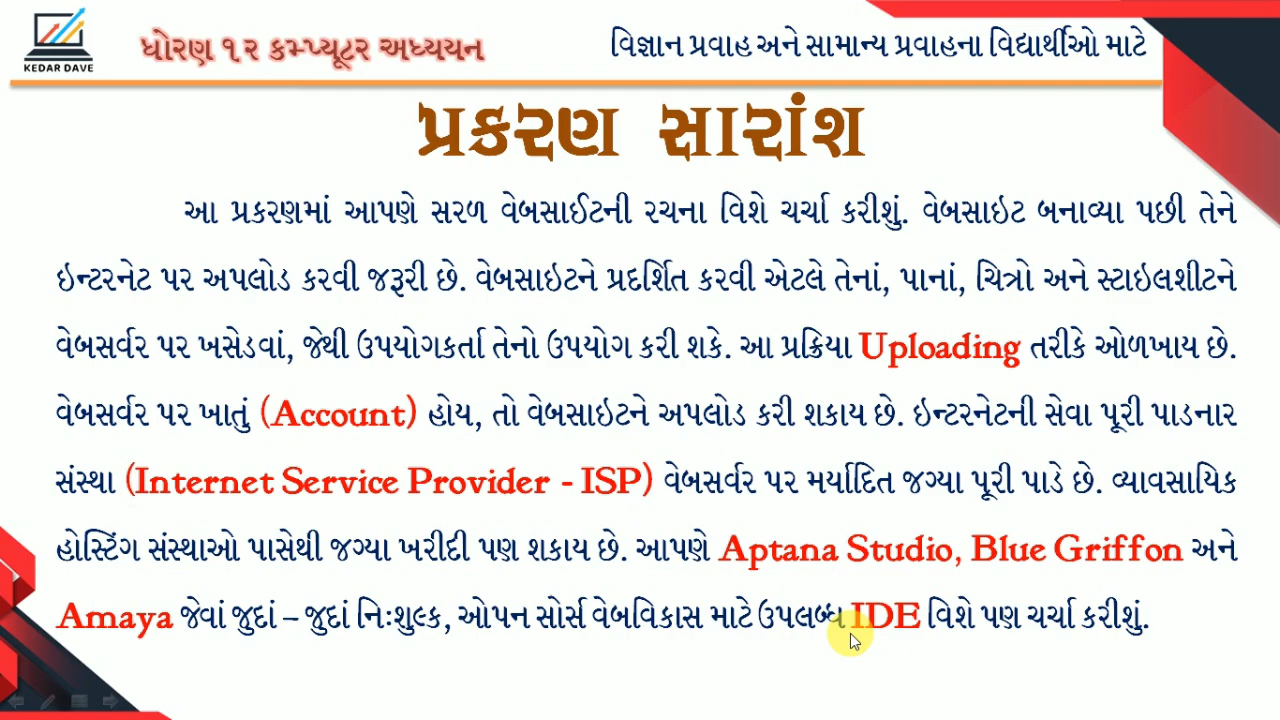 KEDAR DAVE
ધોરણ ૧૨ કમ્પ્યૂટર અધ્યયન
વિજ્ઞાન પ્રવાહ અને સામાન્ય પ્રવાહના વિદ્યાર્થીઓ માટે
પ્રકરણ સારાંશ
આ પ્રકરણમાં આપણે સરળ વેબસાઈટની રચના વિશે ચર્ચા કરીશું. વેબસાઇટ બનાવ્યા પછી તેને
ઇન્ટરનેટ પર અપલોડ કરવી જરૂરી છે. વેબસાઇટને પ્રદર્શિત કરવી એટલે તેનાં, પાનાં, ચિત્રો અને સ્ટાઇલશીટને
વેબસર્વર પર ખસેડવાં, જેથી ઉપયોગકર્તા તેનો ઉપયોગ કરી શકે. આ પ્રક્રિયા Uploading તરીકે ઓળખાય છે.
વેબસર્વર પર ખાતું (Account) હોય, તો વેબસાઇટને અપલોડ કરી શકાય છે. ઇન્ટરનેટની સેવા પૂરી પાડનાર
સંસ્થા (Internet Service Provider - ISP) વેબસર્વર પર મર્યાદિત જગ્યા પૂરી પાડે છે. વ્યાવસાયિક
હોસ્ટિંગ સંસ્થાઓ પાસેથી જગ્યા ખરીદી પણ શકાય છે. આપણે Aptana Studio, Blue Griffon અને
Amaya જેવાં જુદાં – જુદાં નિઃશુલ્ક, ઓપન સોર્સ વેબવિકાસ માટે ઉપલબ્ધ IDE વિશે પણ ચર્ચા કરીશું.